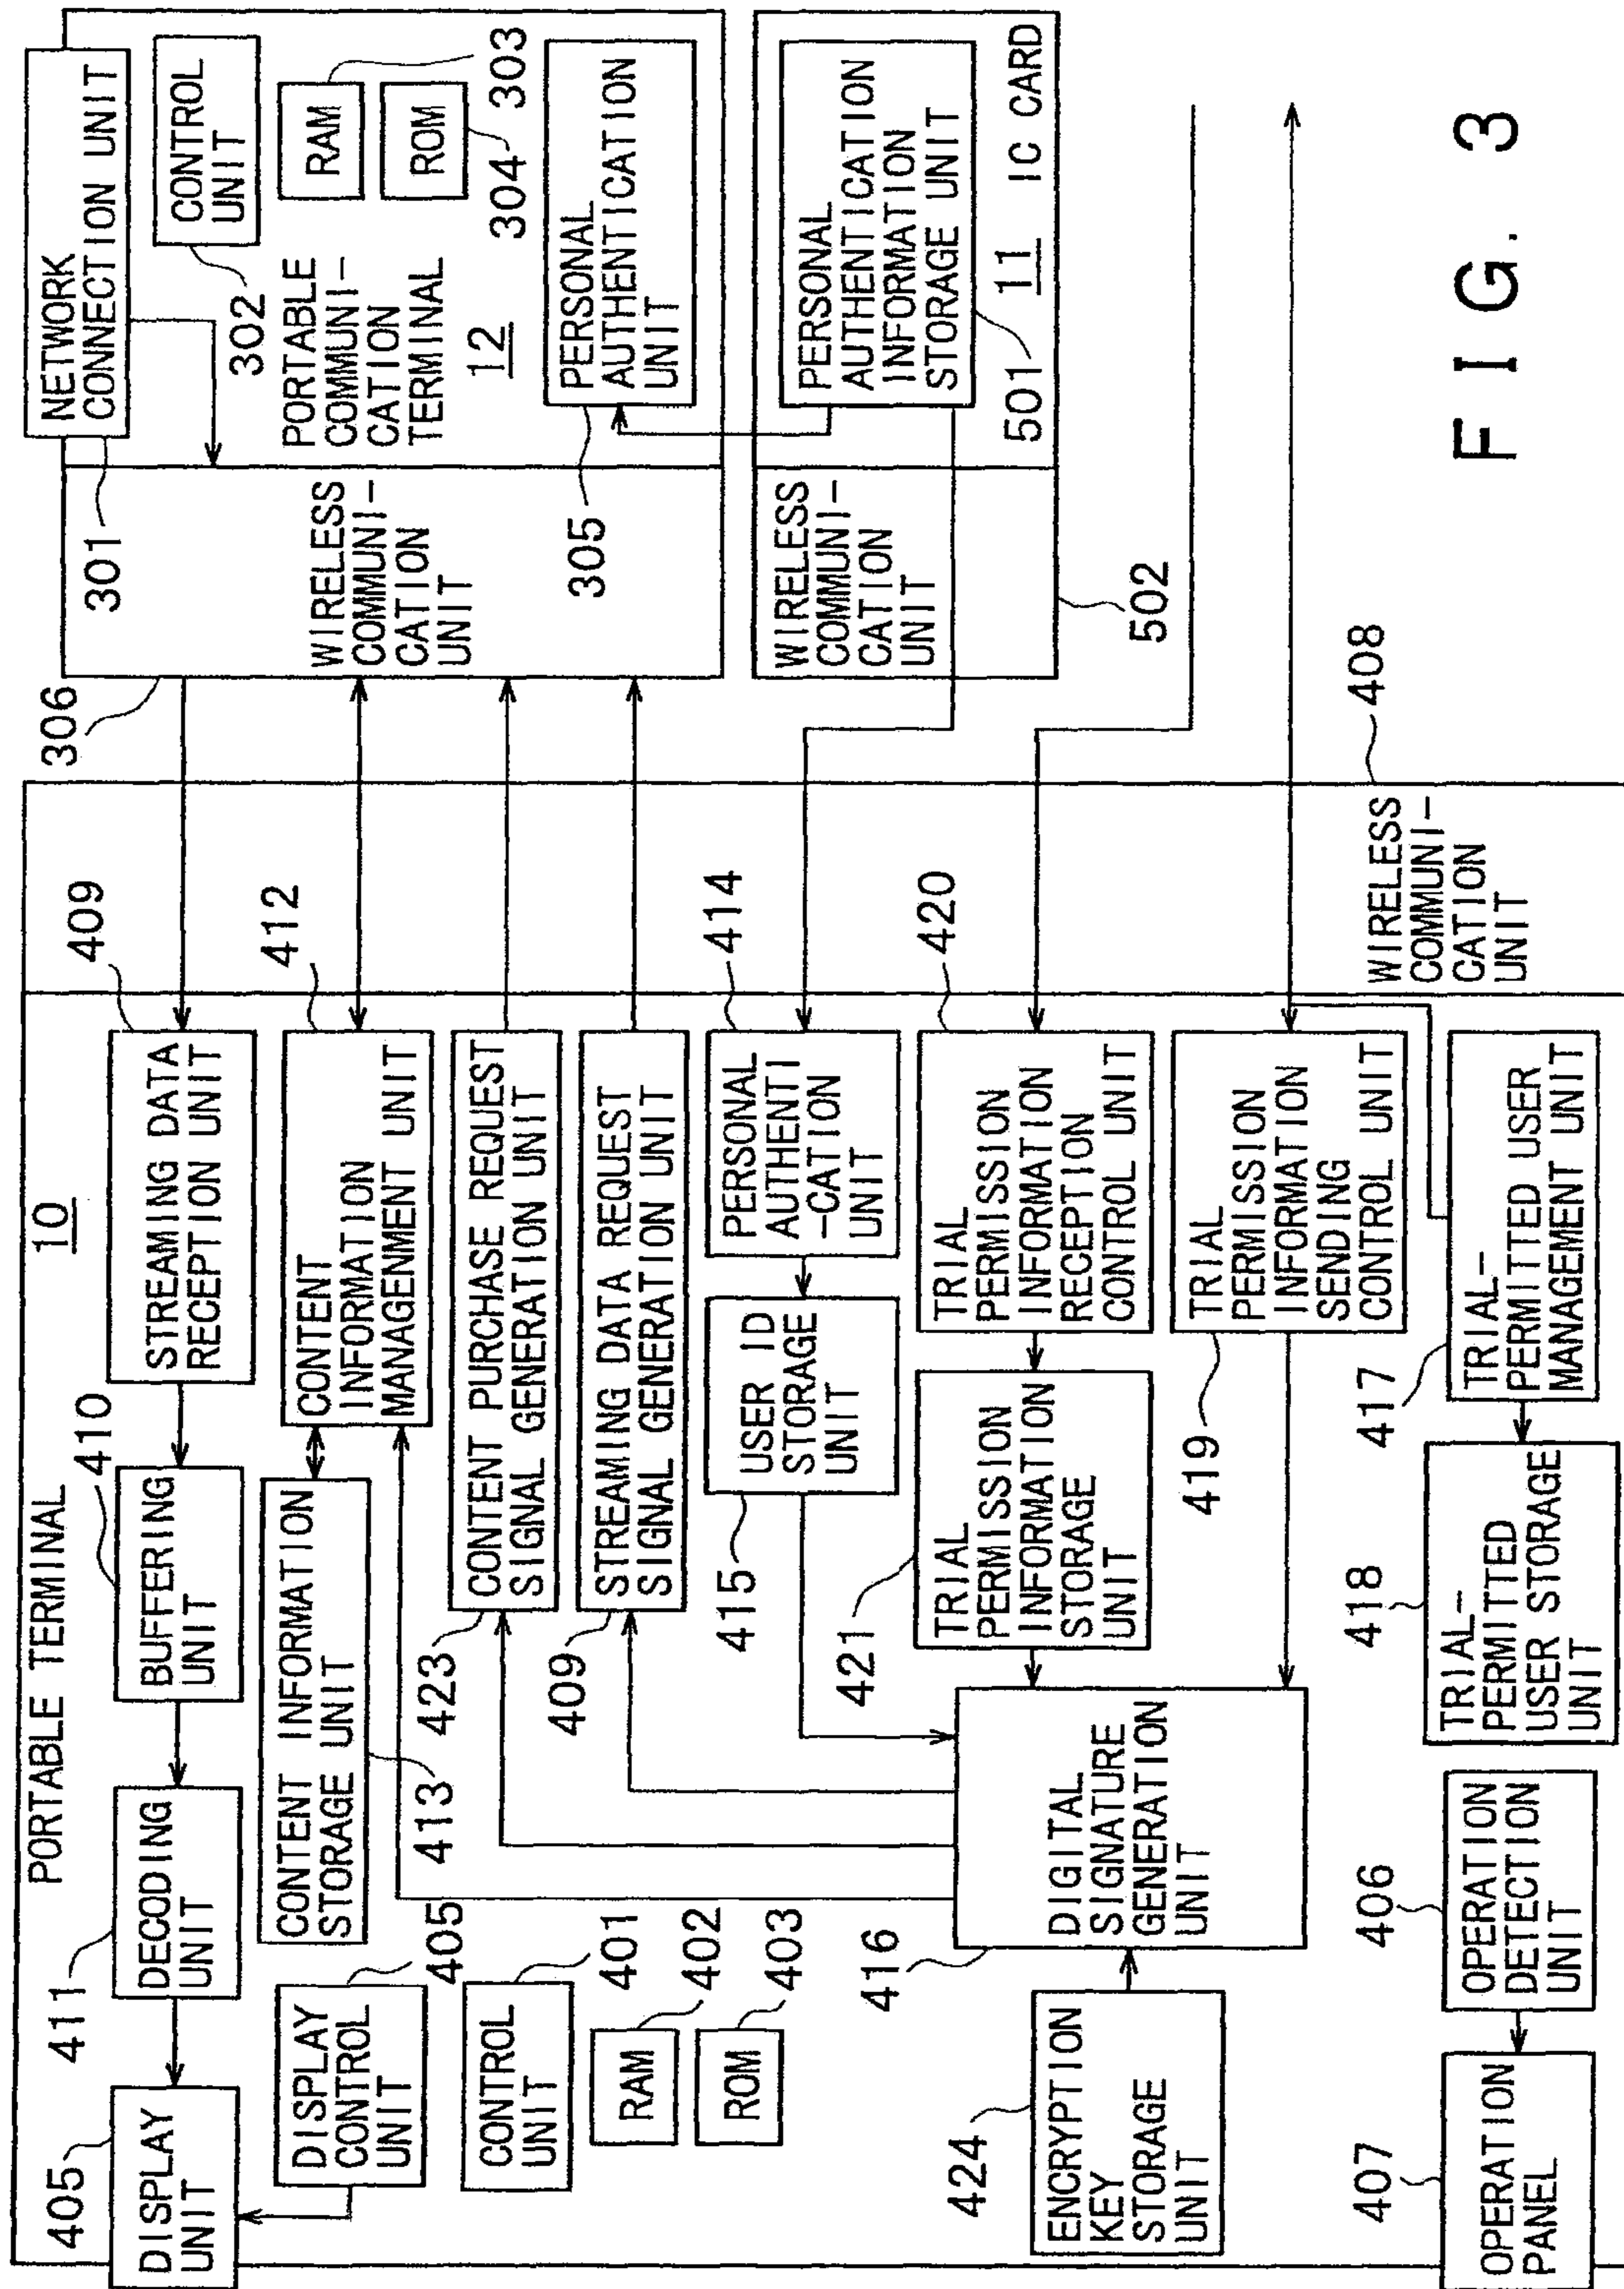 PORTABLE TERMINAL
10
405
DISPLAY
UNIT
411
DECODING
UNIT
410
BUFFERING
UNIT
409
STREAMING DATA
RECEPTION UNIT
DISPLAY
CONTROL
UNIT
405
CONTENT INFORMATION
STORAGE UNIT
413
412
CONTENT
INFORMATION
MANAGENMENT UNIT
CONTROL
UNIT
401
423
CONTENT PURCHASE REQUEST
SIGNAL GENERATION UNIT
RAM
402
409
STREAMING DATA REQUEST
SIGNAL GENERATION UNIT
ROM
403
415
USER ID
STORAGE
UNIT
414
PERSONAL
AUTHENTI
-CATION
UNIT
421
TRIAL
PERMISSION
INFORMATION
STORAGE
UNIT
420
TRIAL
PERMISSION
INFORMATION
RECEPTION
CONTROL UNIT
424
ENCRYPTION
KEY
STORAGE
UNIT
416
DIGITAL
SIGNATURE
GENERATION
UNIT
419
TRIAL
PERMISSION
INFORMATION
SENDING
CONTROL UNIT
407
OPERATION
PANEL
406
OPERATION
DETECTION
UNIT
418
TRIAL-
PERMITTED
USER STORAGE
UNIT
417
TRIAL-
PERMITTED USER
MANAGEMENT UNIT
WIRELESS
COMMUNI-
CATION
UNIT
408
306
WIRELESS
COMMUNI-
CATION
UNIT
301
NETWORK
CONNECTION UNIT
302
CONTROL
UNIT
PORTABLE
COMMUNI-
CATION
TERMINAL
12
RAM
303
ROM
304
305
PERSONAL
AUTHENTICATION
UNIT
WIRELESS
COMMUNI-
CATION
UNIT
502
PERSONAL
AUTHENTICATION
INFORMATION
STORAGE UNIT
501
11 IC CARD
FIG. 3